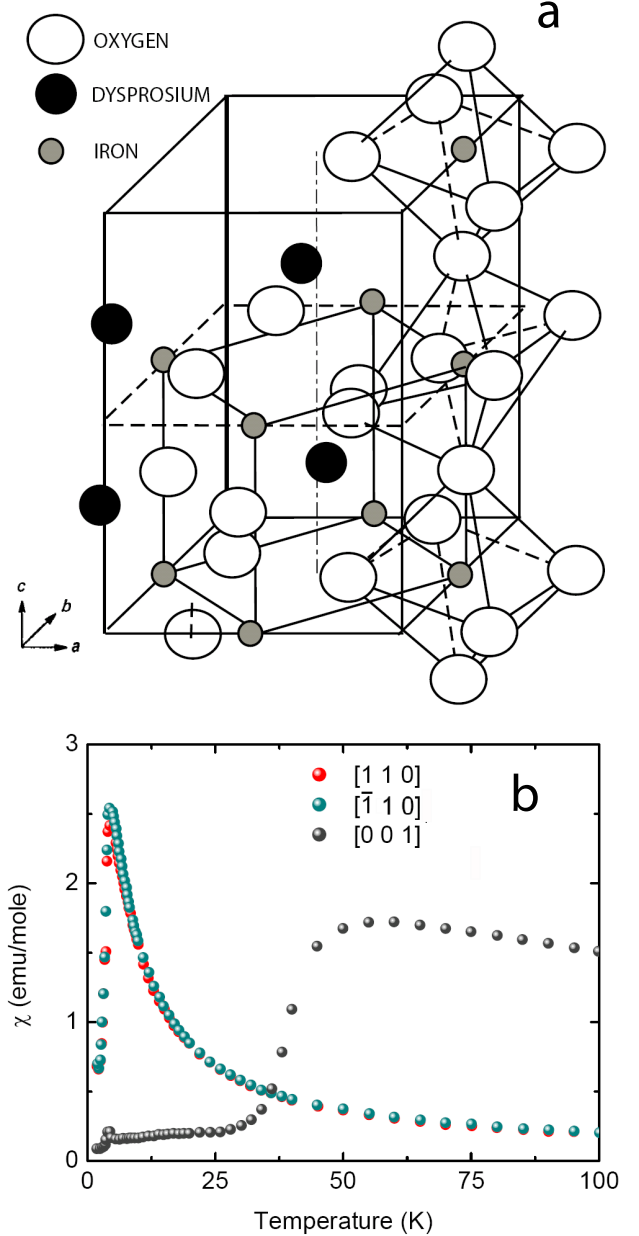 a
OXYGEN
DYSPROSIUM
IRON
c
b
a
3
2
1
0
χ (emu/mole)
[1 1 0]
[1̅ 1 0]
[0 0 1]
b
0 25 50 75 100
Temperature (K)